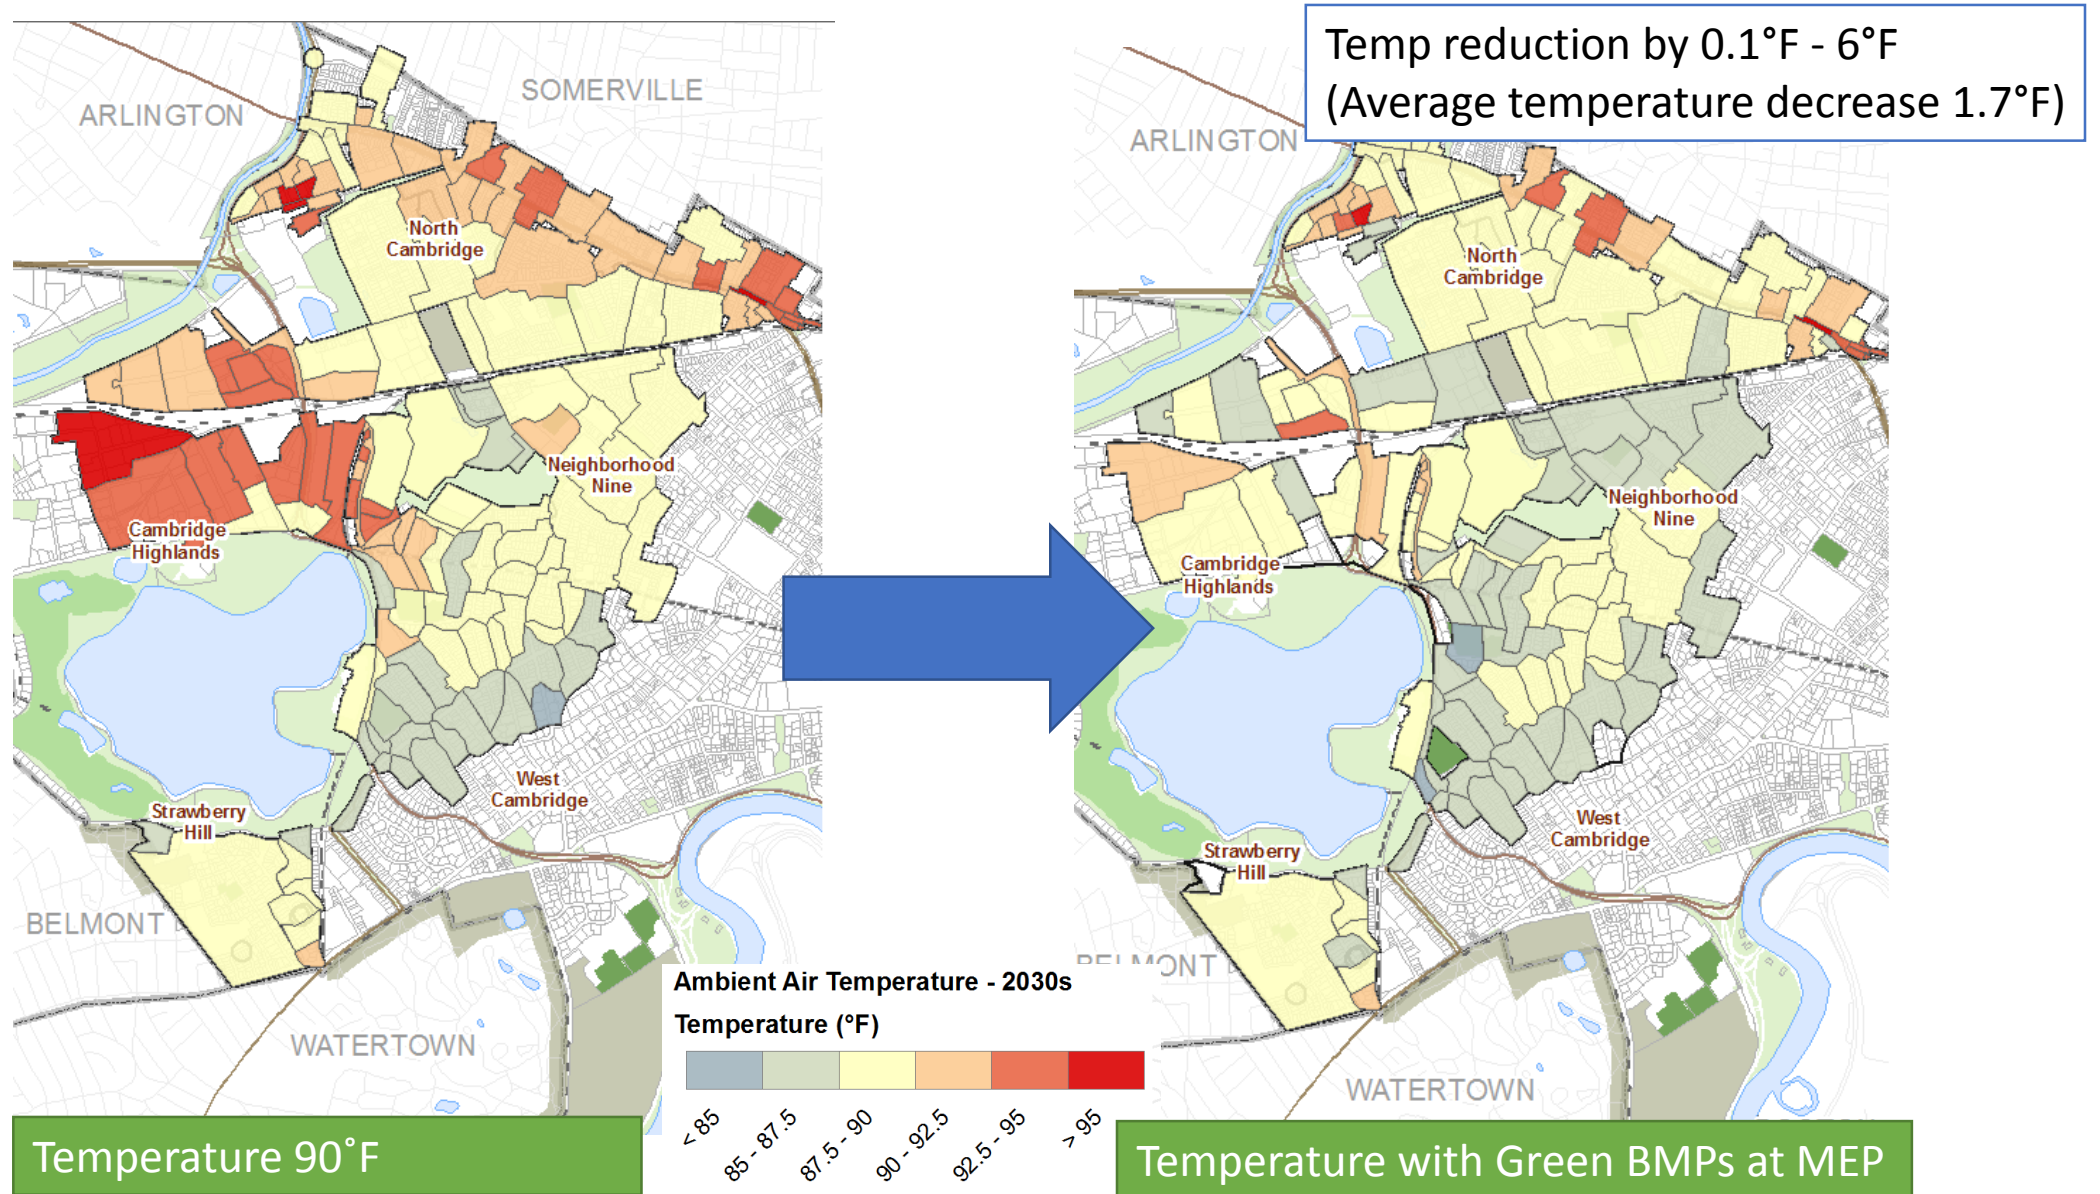 Temp reduction by 0.1°F - 6°F
(Average temperature decrease 1.7°F)
ARLINGTON
SOMERVILLE
North
Cambridge
Neighborhood
Nine
Cambridge
Highlands
West
Cambridge
Strawberry
Hill
BELMONT
WATERTOWN
ARLINGTON
North
Cambridge
Neighborhood
Nine
Cambridge
Highlands
West
Cambridge
Strawberry
Hill
BELMONT
WATERTOWN
Ambient Air Temperature - 2030s
Temperature (°F)
< 85
85 - 87.5
87.5 - 90
90 - 92.5
92.5 - 95
> 95
Temperature 90°F
Temperature with Green BMPs at MEP